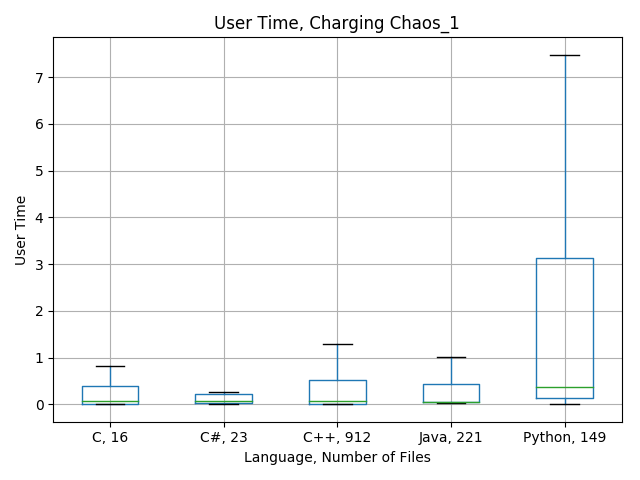 User Time, Charging Chaos_1
User Time
7
6
5
4
3
2
1
0
C, 16
C#, 23
C++, 912
Java, 221
Python, 149
Language, Number of Files